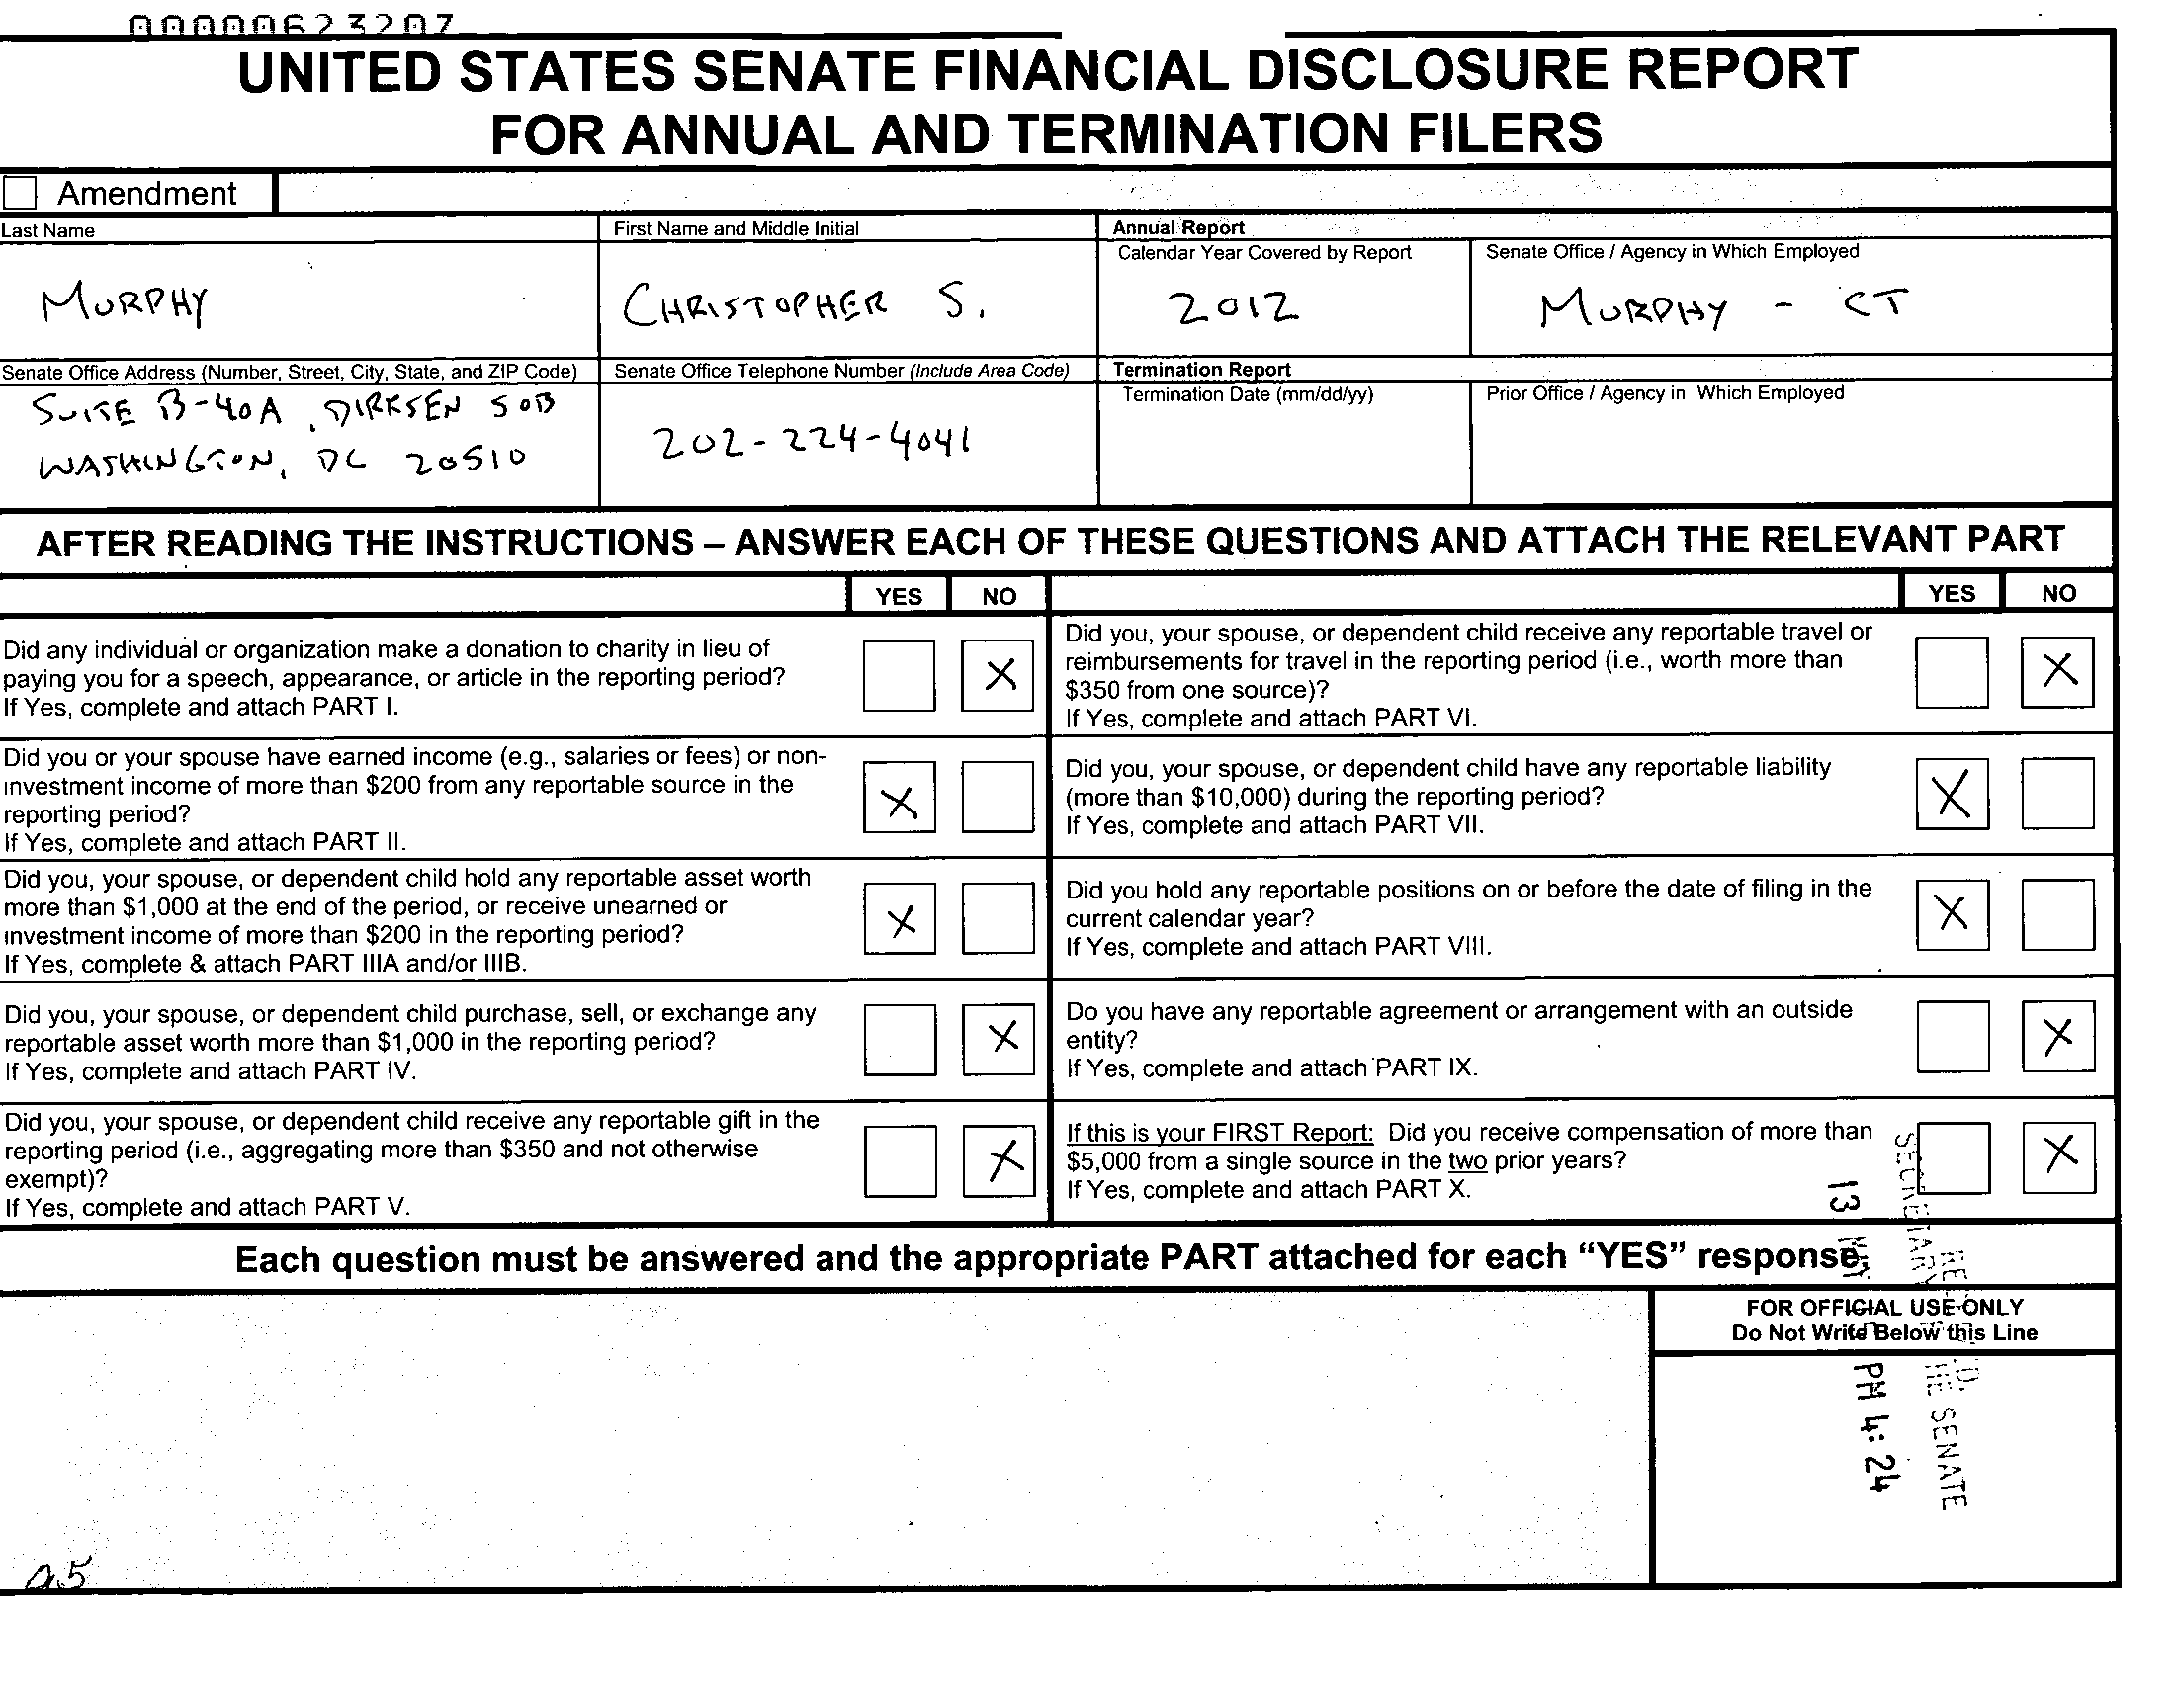 00000623207
UNITED STATES SENATE FINANCIAL DISCLOSURE REPORT
FOR ANNUAL AND TERMINATION FILERS
Amendment
Last Name
MURPHY
First Name and Middle Initial
CHRISTOPHER S.
Annual Report
Calendar Year Covered by Report
2012
Senate Office / Agency in Which Employed
MURPHY - CT
Senate Office Address (Number, Street, City, State, and ZIP Code)
SUITE B-40A, DIRKSEN SOB
WASHINGTON, DC 20510
Senate Office Telephone Number (Include Area Code)
202-224-4041
Termination Report
Termination Date (mm/dd/yy)
Prior Office / Agency in Which Employed
AFTER READING THE INSTRUCTIONS – ANSWER EACH OF THESE QUESTIONS AND ATTACH THE RELEVANT PART
YES NO
Did any individual or organization make a donation to charity in lieu of
paying you for a speech, appearance, or article in the reporting period?
If Yes, complete and attach PART I.
X
Did you or your spouse have earned income (e.g., salaries or fees) or non-
investment income of more than $200 from any reportable source in the
reporting period?
If Yes, complete and attach PART II.
X
Did you, your spouse, or dependent child hold any reportable asset worth
more than $1,000 at the end of the period, or receive unearned or
investment income of more than $200 in the reporting period?
If Yes, complete & attach PART IIIA and/or IIIB.
X
Did you, your spouse, or dependent child purchase, sell, or exchange any
reportable asset worth more than $1,000 in the reporting period?
If Yes, complete and attach PART IV.
X
Did you, your spouse, or dependent child receive any reportable gift in the
reporting period (i.e., aggregating more than $350 and not otherwise
exempt)?
If Yes, complete and attach PART V.
X
YES NO
Did you, your spouse, or dependent child receive any reportable travel or
reimbursements for travel in the reporting period (i.e., worth more than
$350 from one source)?
If Yes, complete and attach PART VI.
X
Did you, your spouse, or dependent child have any reportable liability
(more than $10,000) during the reporting period?
If Yes, complete and attach PART VII.
X
Did you hold any reportable positions on or before the date of filing in the
current calendar year?
If Yes, complete and attach PART VIII.
X
Do you have any reportable agreement or arrangement with an outside
entity?
If Yes, complete and attach PART IX.
X
If this is your FIRST Report: Did you receive compensation of more than
$5,000 from a single source in the two prior years?
If Yes, complete and attach PART X.
X
Each question must be answered and the appropriate PART attached for each “YES” response.
FOR OFFICIAL USE ONLY
Do Not Write Below this Line
SECRETARY HE SENATE
13 PM 4: 24